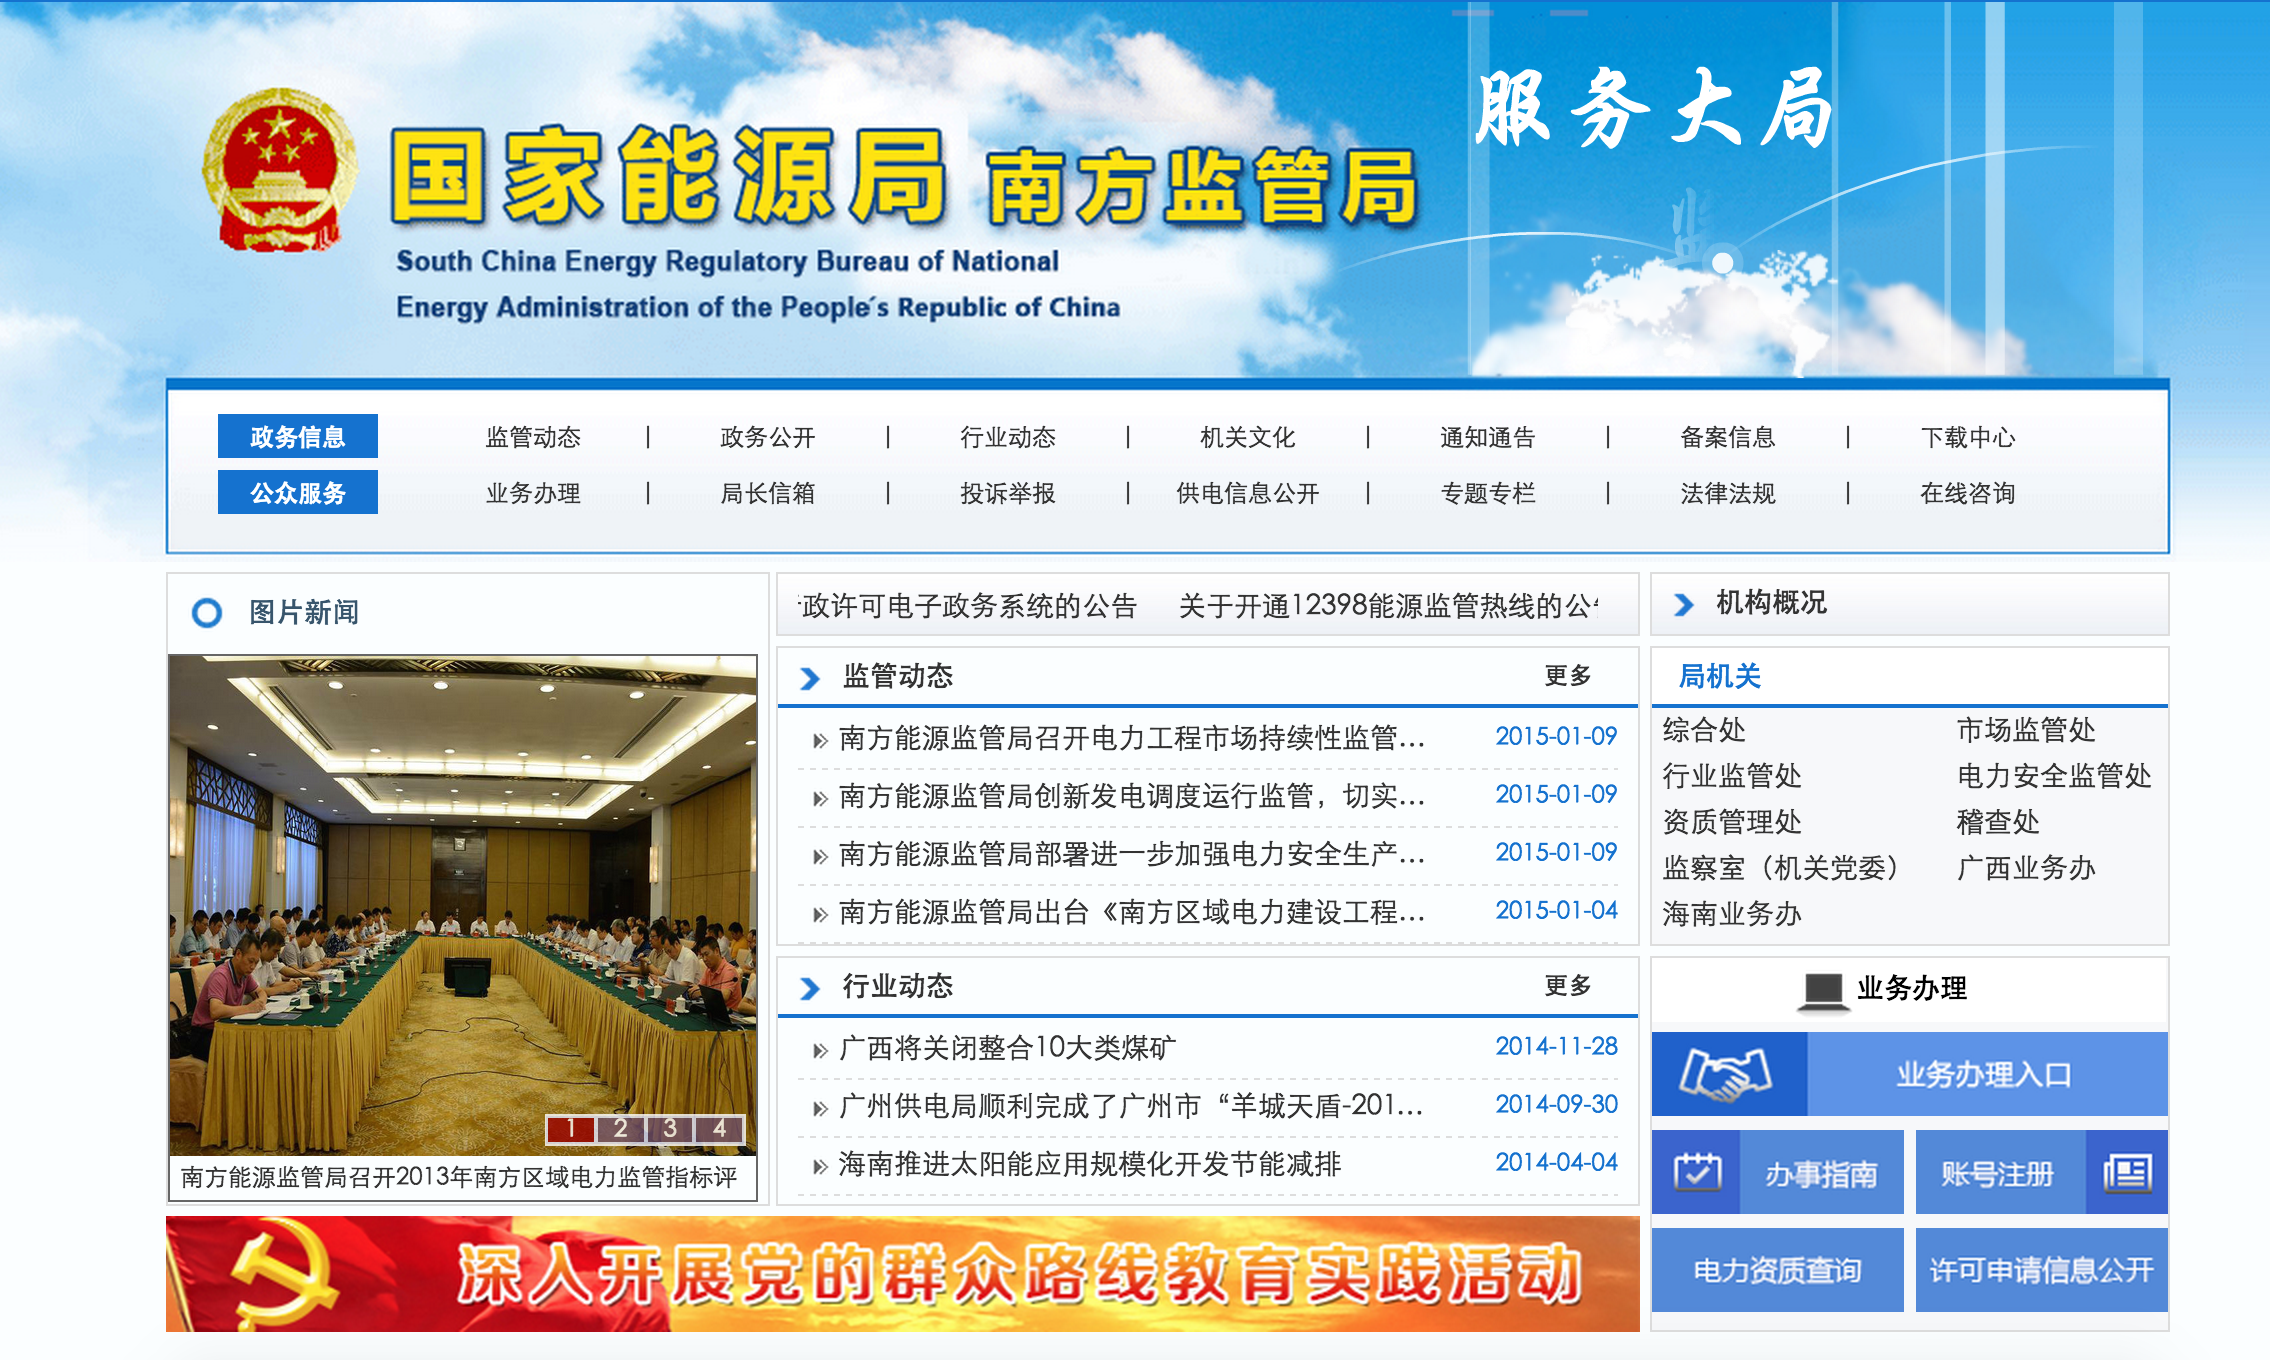 服务大局
国家能源局 南方监管局
South China Energy Regulatory Bureau of National
Energy Administration of the People's Republic of China
政务信息 监管动态 | 政务公开 | 行业动态 | 机关文化 | 通知通告 | 备案信息 | 下载中心
公众服务 业务办理 | 局长信箱 | 投诉举报 | 供电信息公开 | 专题专栏 | 法律法规 | 在线咨询
图片新闻
1 2 3 4
南方能源监管局召开2013年南方区域电力监管指标评
政许可电子政务系统的公告 关于开通12398能源监管热线的公
监管动态 更多
南方能源监管局召开电力工程市场持续性监管... 2015-01-09
南方能源监管局创新发电调度运行监管，切实... 2015-01-09
南方能源监管局部署进一步加强电力安全生产... 2015-01-09
南方能源监管局出台《南方区域电力建设工程... 2015-01-04
行业动态 更多
广西将关闭整合10大类煤矿 2014-11-28
广州供电局顺利完成了广州市“羊城天盾-201... 2014-09-30
海南推进太阳能应用规模化开发节能减排 2014-04-04
机构概况
局机关
综合处 市场监管处
行业监管处 电力安全监管处
资质管理处 稽查处
监察室（机关党委） 广西业务办
海南业务办
业务办理
业务办理入口
办事指南 账号注册
电力资质查询 许可申请信息公开
深入开展党的群众路线教育实践活动